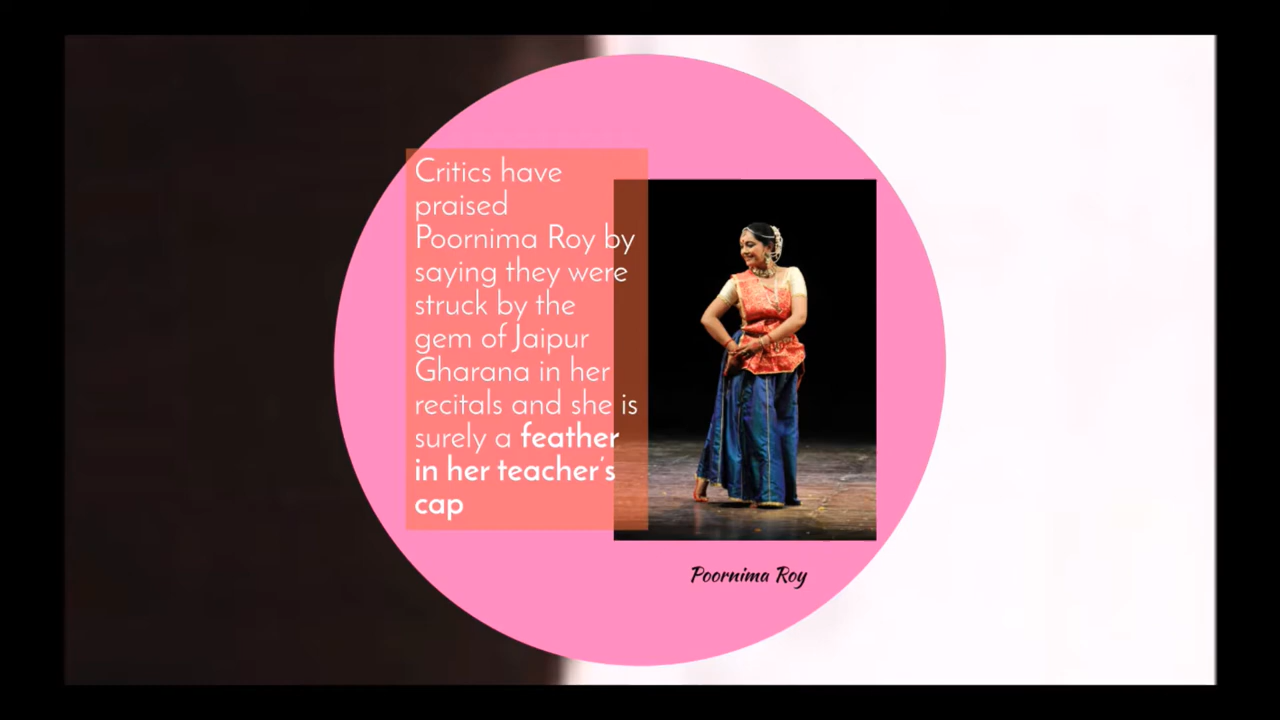 Critics have
praised
Poornima Roy by
saying they were
struck by the
gem of Jaipur
Gharana in her
recitals and she is
surely a feather
in her teacher's
cap
Poornima Roy